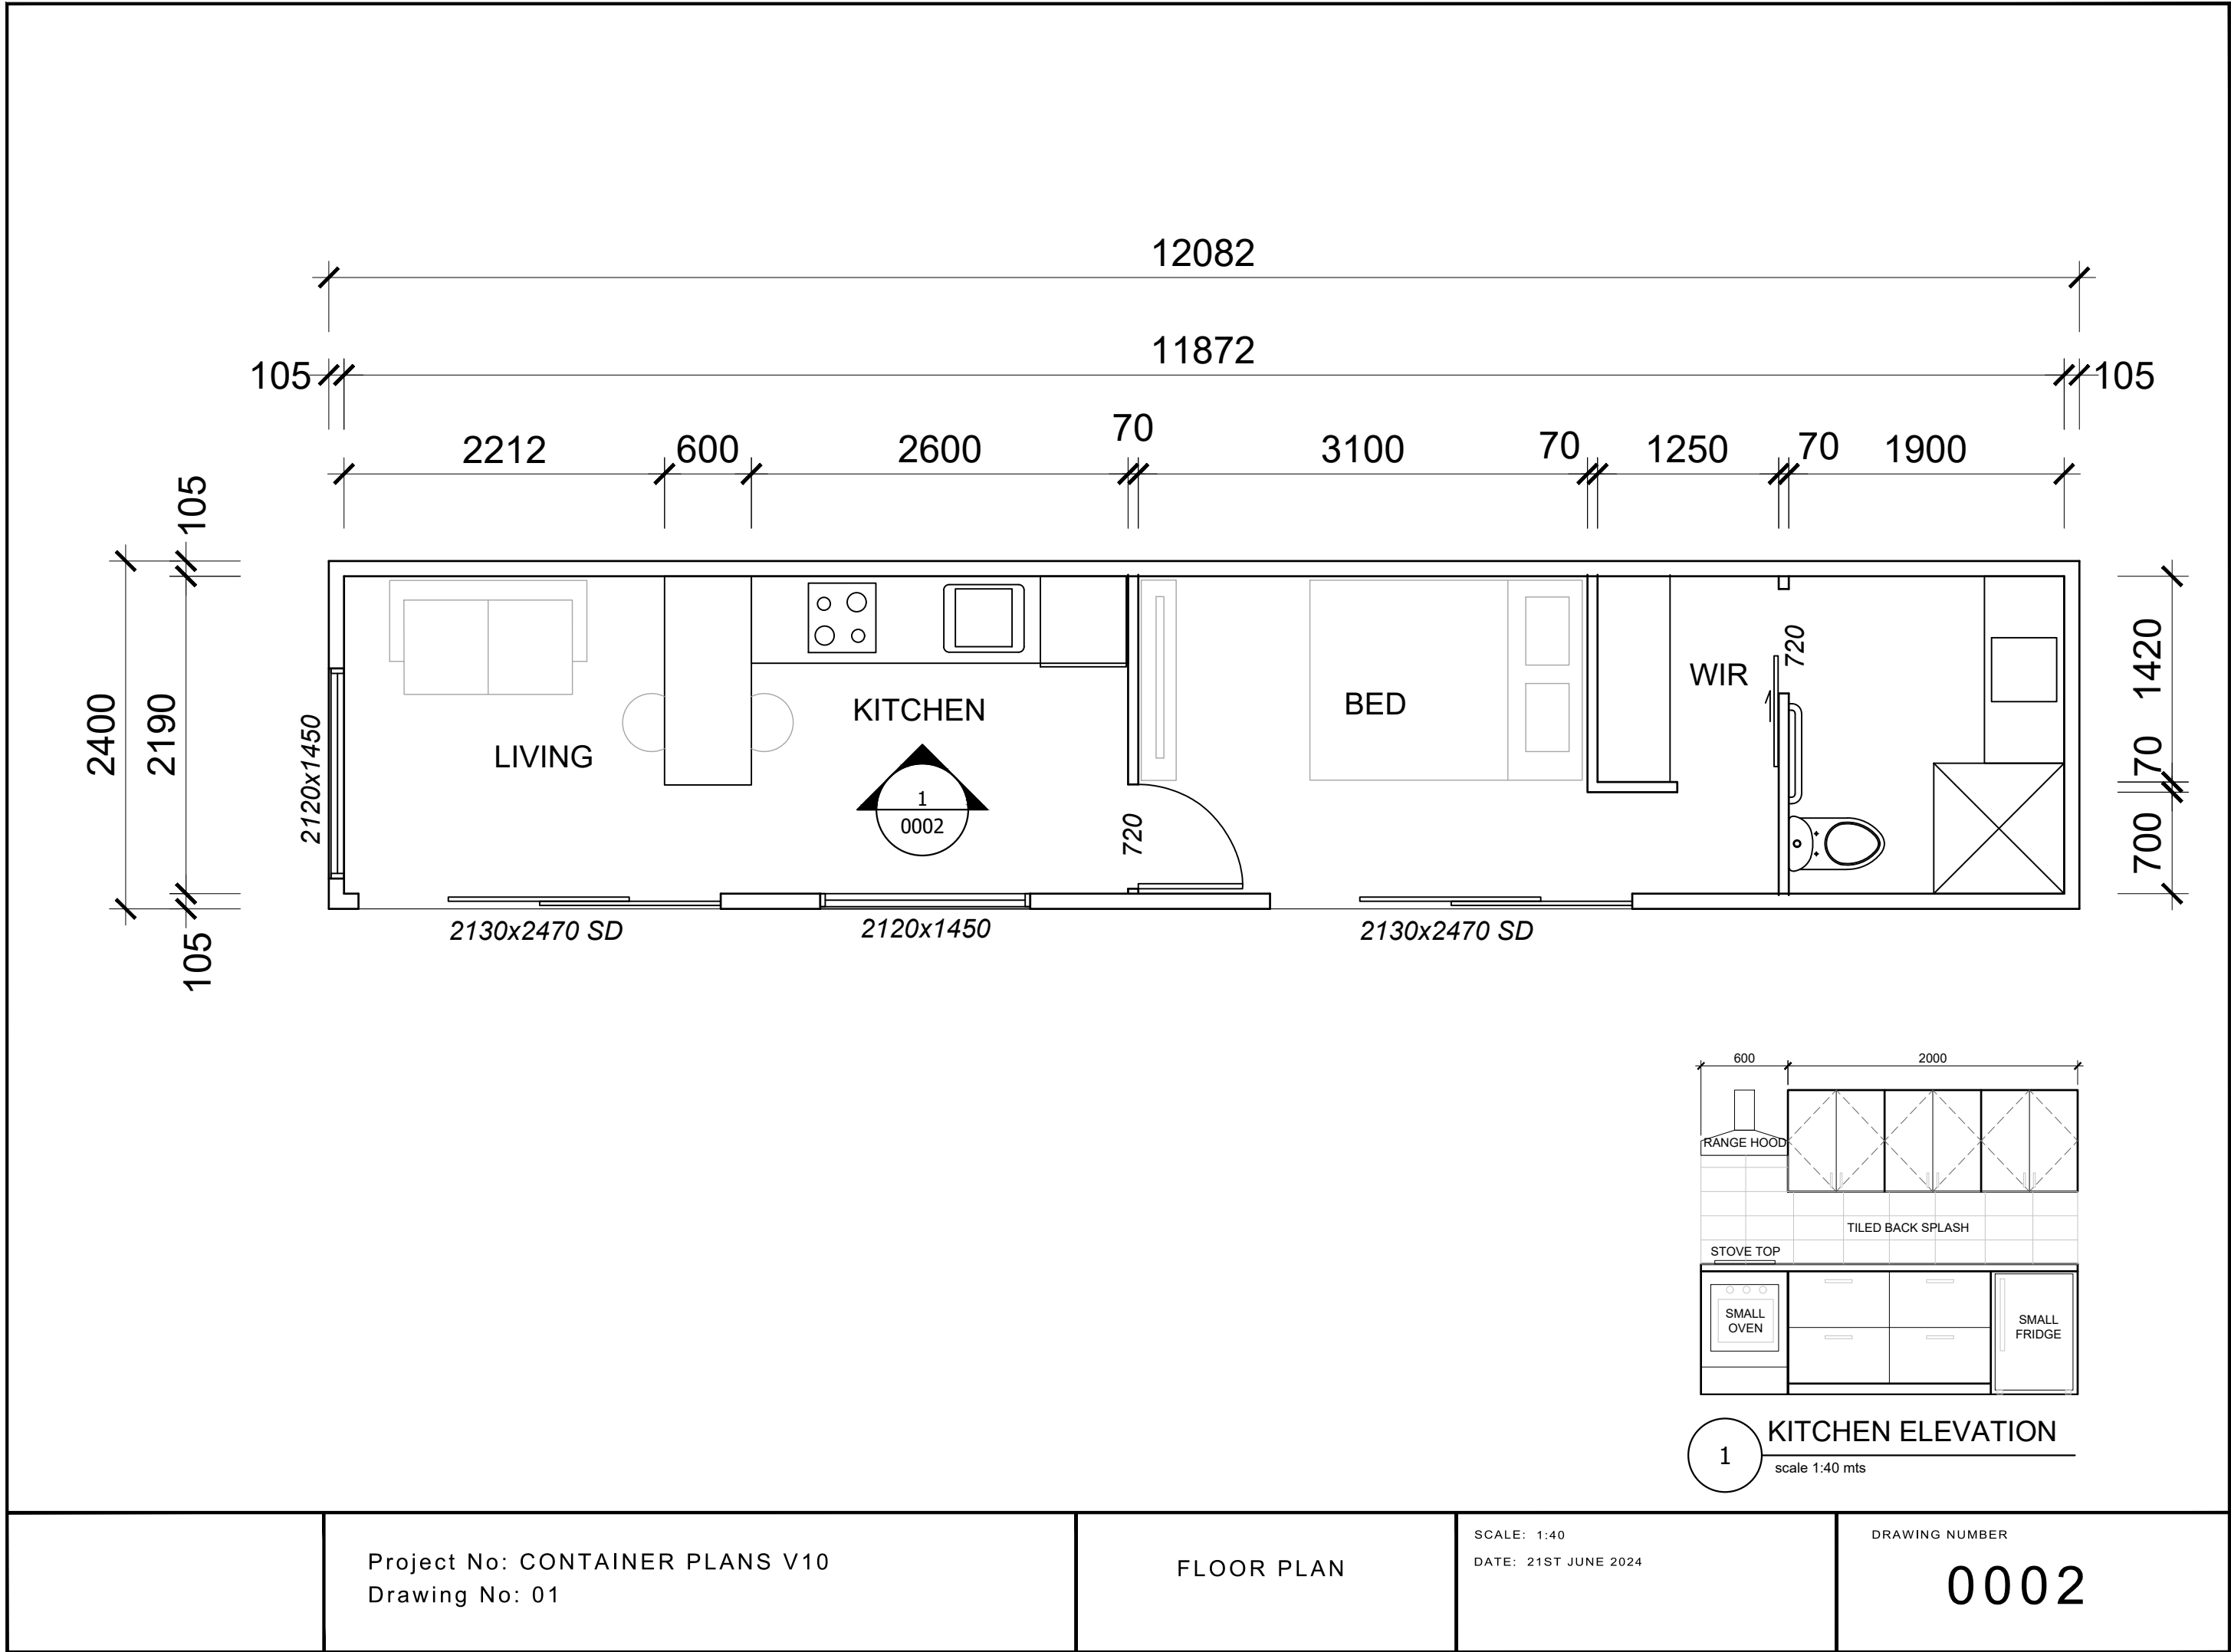 12082
11872
105
105
70
2212
600
2600
3100
70
1250
70
1900
105
2400
2190
105
2120x1450
LIVING
KITCHEN
1
0002
720
BED
WIR
720
1420
70
700
2130x2470 SD
2120x1450
2130x2470 SD
600
2000
RANGE HOOD
TILED BACK SPLASH
STOVE TOP
SMALL
OVEN
SMALL
FRIDGE
1
KITCHEN ELEVATION
scale 1:40 mts
Project No: CONTAINER PLANS V10
Drawing No: 01
FLOOR PLAN
SCALE: 1:40
DATE: 21ST JUNE 2024
DRAWING NUMBER
0002